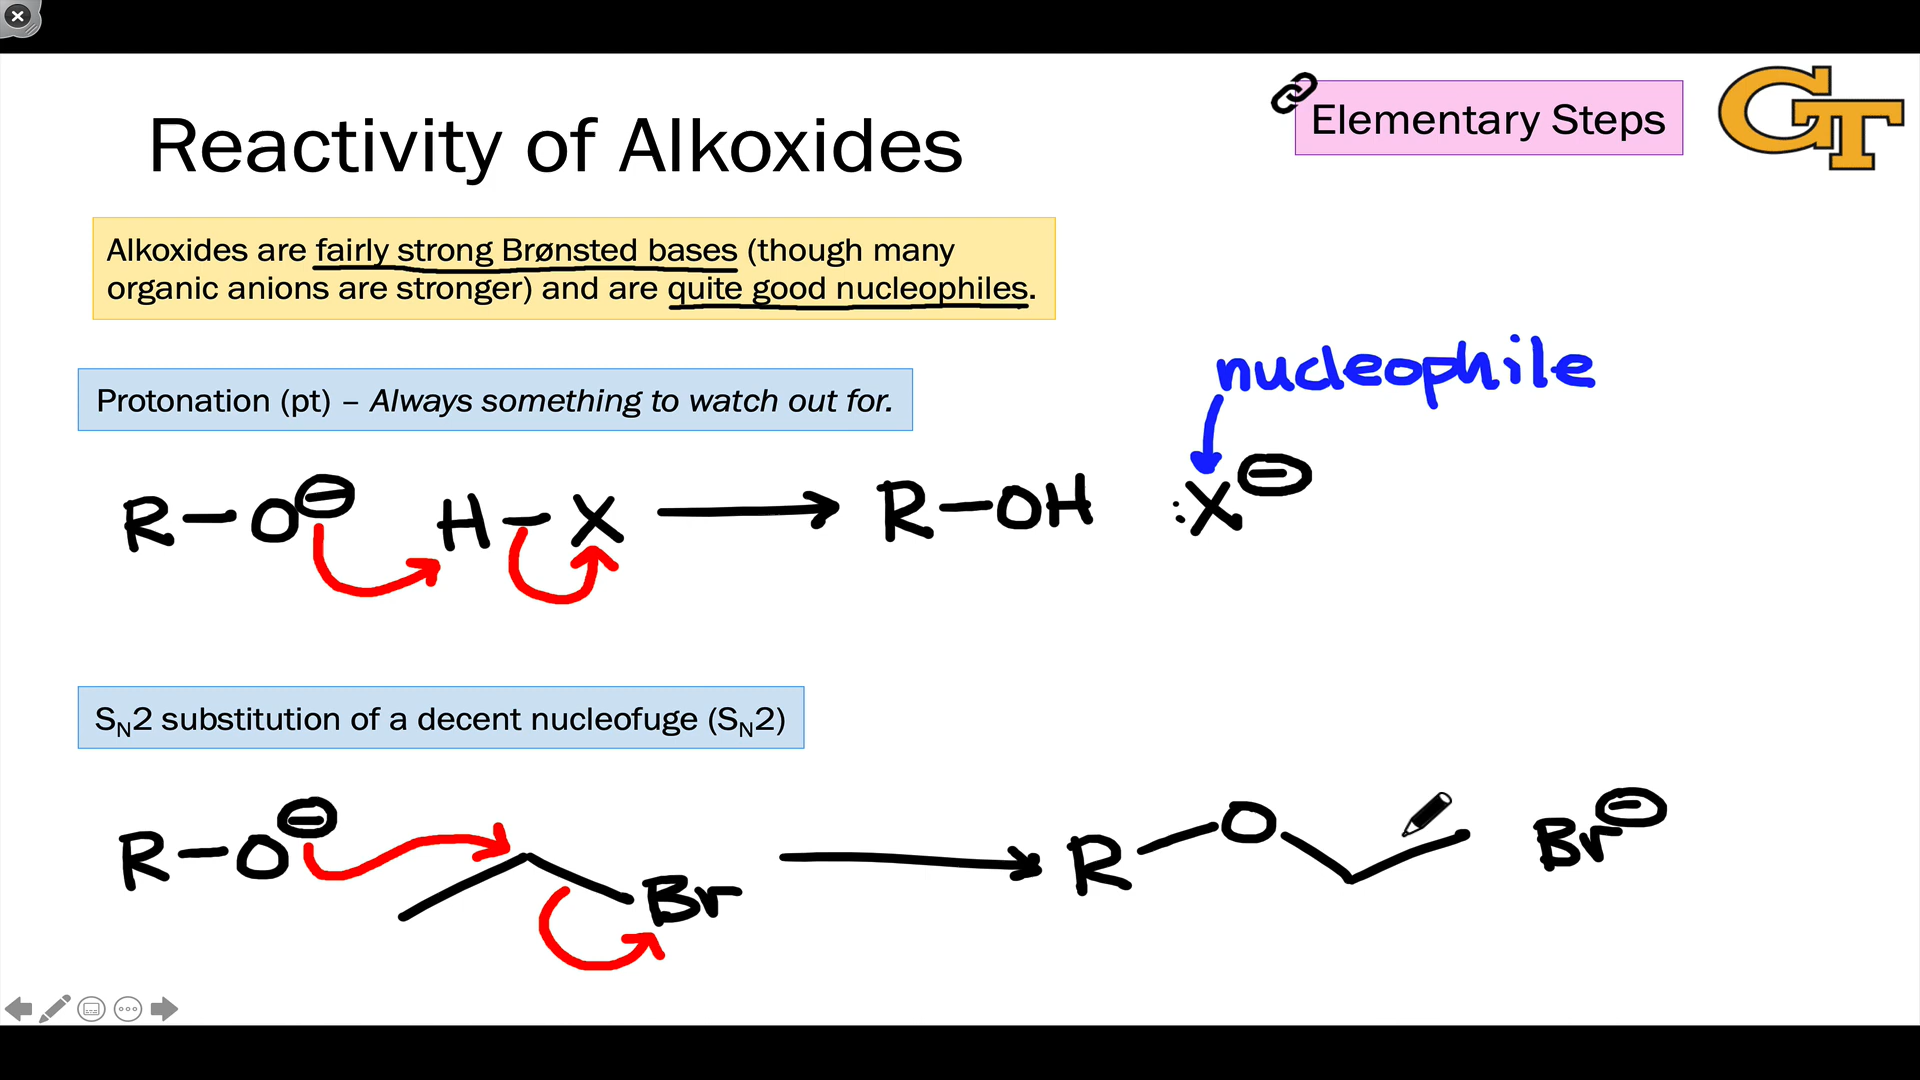 Reactivity of Alkoxides
Elementary Steps
GT
Alkoxides are fairly strong Brønsted bases (though many
organic anions are stronger) and are quite good nucleophiles.
Protonation (pt) – Always something to watch out for.
nucleophile
R-O⊖ H-X → R-OH :X⊖
S_N2 substitution of a decent nucleofuge (S_N2)
R-O⊖ Br → R-O Br⊖